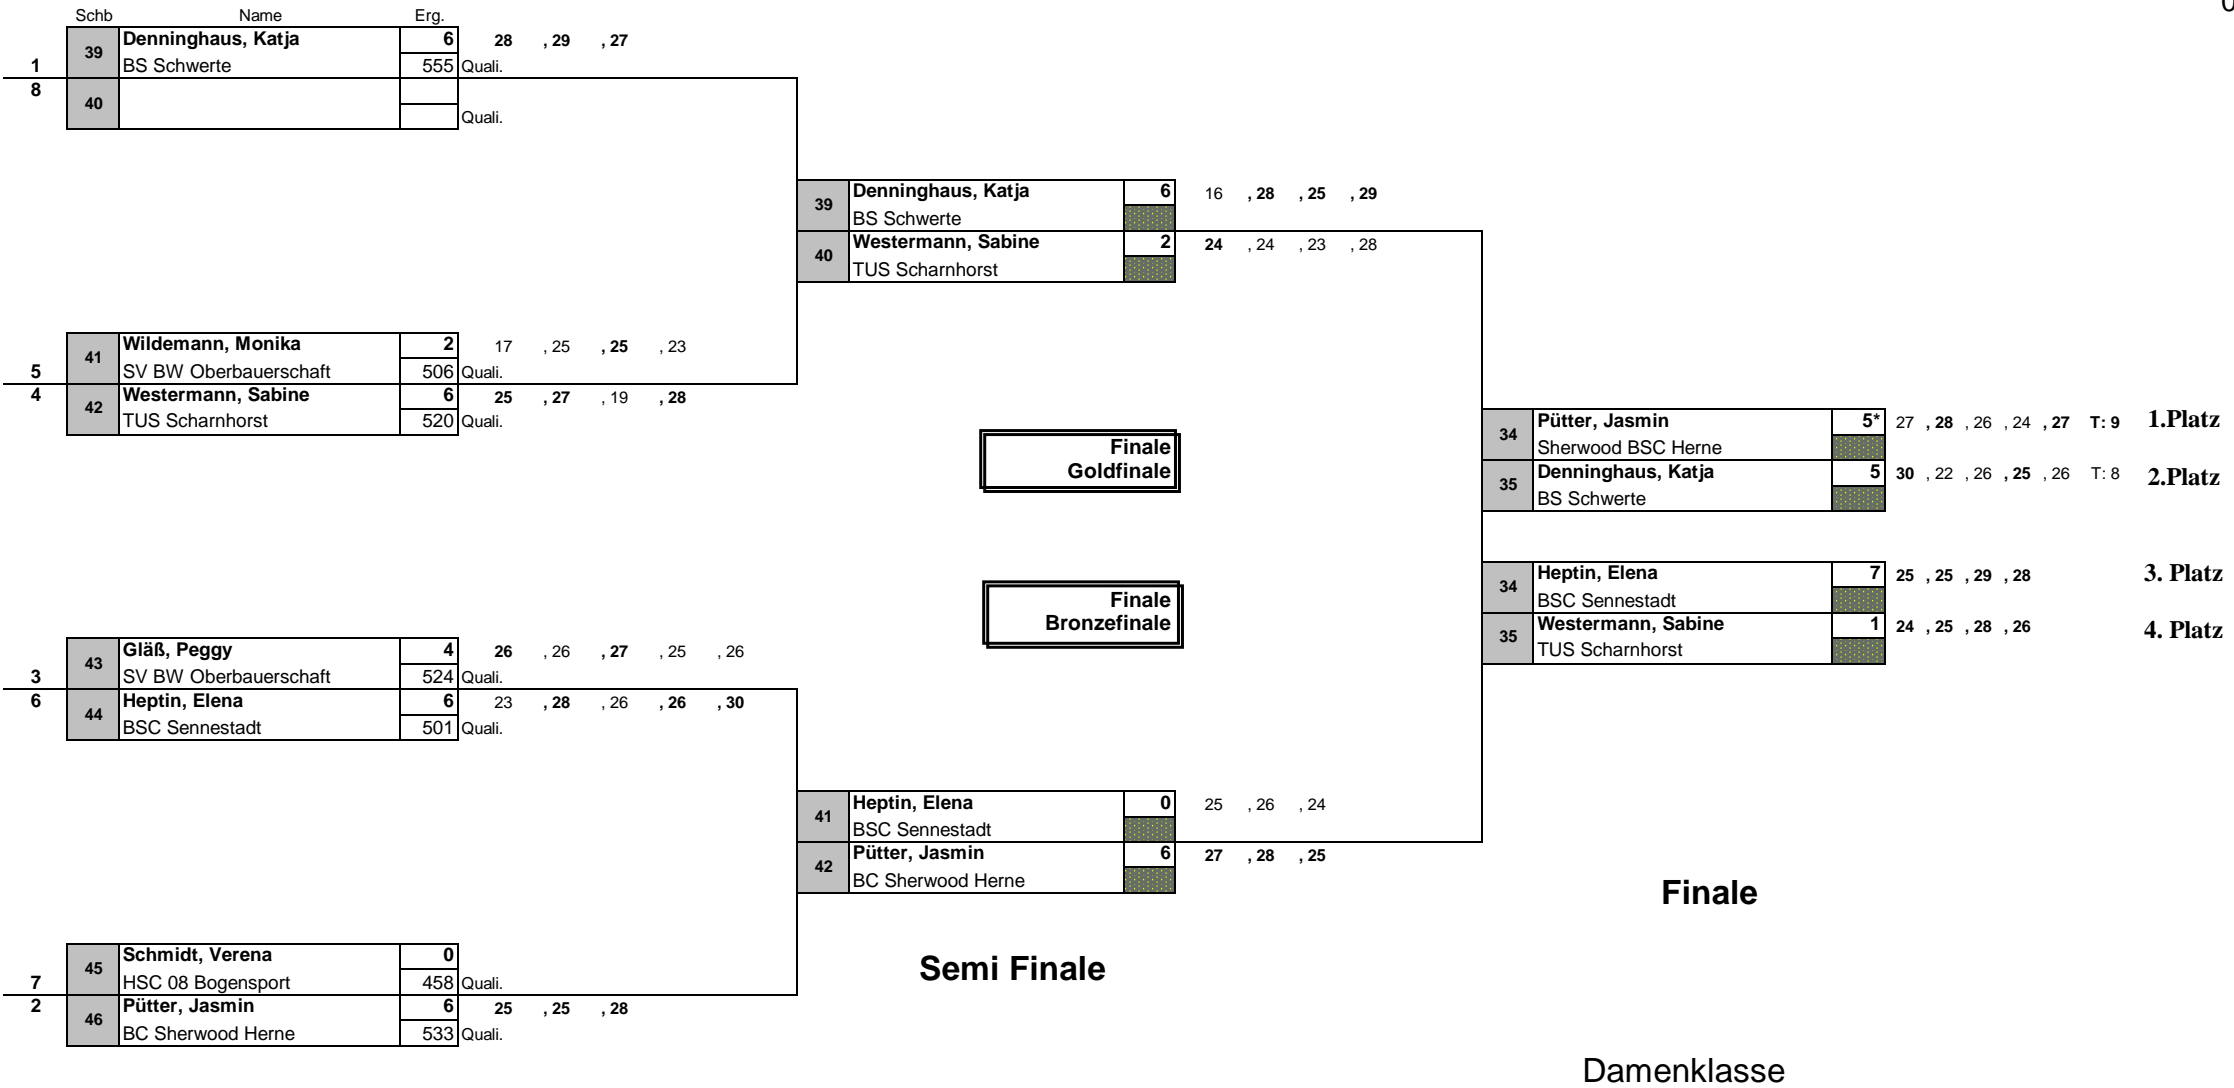 0
Schb Name Erg.
39 Denninghaus, Katja 6 28 , 29 , 27
1 BS Schwerte 555 Quali.
8 40
Quali.
39 Denninghaus, Katja 6 16 , 28 , 25 , 29
BS Schwerte
40 Westermann, Sabine 2 24 , 24 , 23 , 28
TUS Scharnhorst
41 Wildemann, Monika 2 17 , 25 , 25 , 23
5 SV BW Oberbauerschaft 506 Quali.
4 42 Westermann, Sabine 6 25 , 27 , 19 , 28
TUS Scharnhorst 520 Quali.
34 Pütter, Jasmin 5* 27 , 28 , 26 , 24 , 27 T: 9 1.Platz
Sherwood BSC Herne
35 Denninghaus, Katja 5 30 , 22 , 26 , 25 , 26 T: 8 2.Platz
BS Schwerte
Finale
Goldfinale
34 Heptin, Elena 7 25 , 25 , 29 , 28 3. Platz
BSC Sennestadt
35 Westermann, Sabine 1 24 , 25 , 28 , 26 4. Platz
TUS Scharnhorst
Finale
Bronzefinale
43 Gläß, Peggy 4 26 , 26 , 27 , 25 , 26
3 SV BW Oberbauerschaft 524 Quali.
6 44 Heptin, Elena 6 23 , 28 , 26 , 26 , 30
BSC Sennestadt 501 Quali.
41 Heptin, Elena 0 25 , 26 , 24
BSC Sennestadt
42 Pütter, Jasmin 6 27 , 28 , 25
BC Sherwood Herne
Finale
Semi Finale
45 Schmidt, Verena 0
7 HSC 08 Bogensport 458 Quali.
2 46 Pütter, Jasmin 6 25 , 25 , 28
BC Sherwood Herne 533 Quali.
Damenklasse